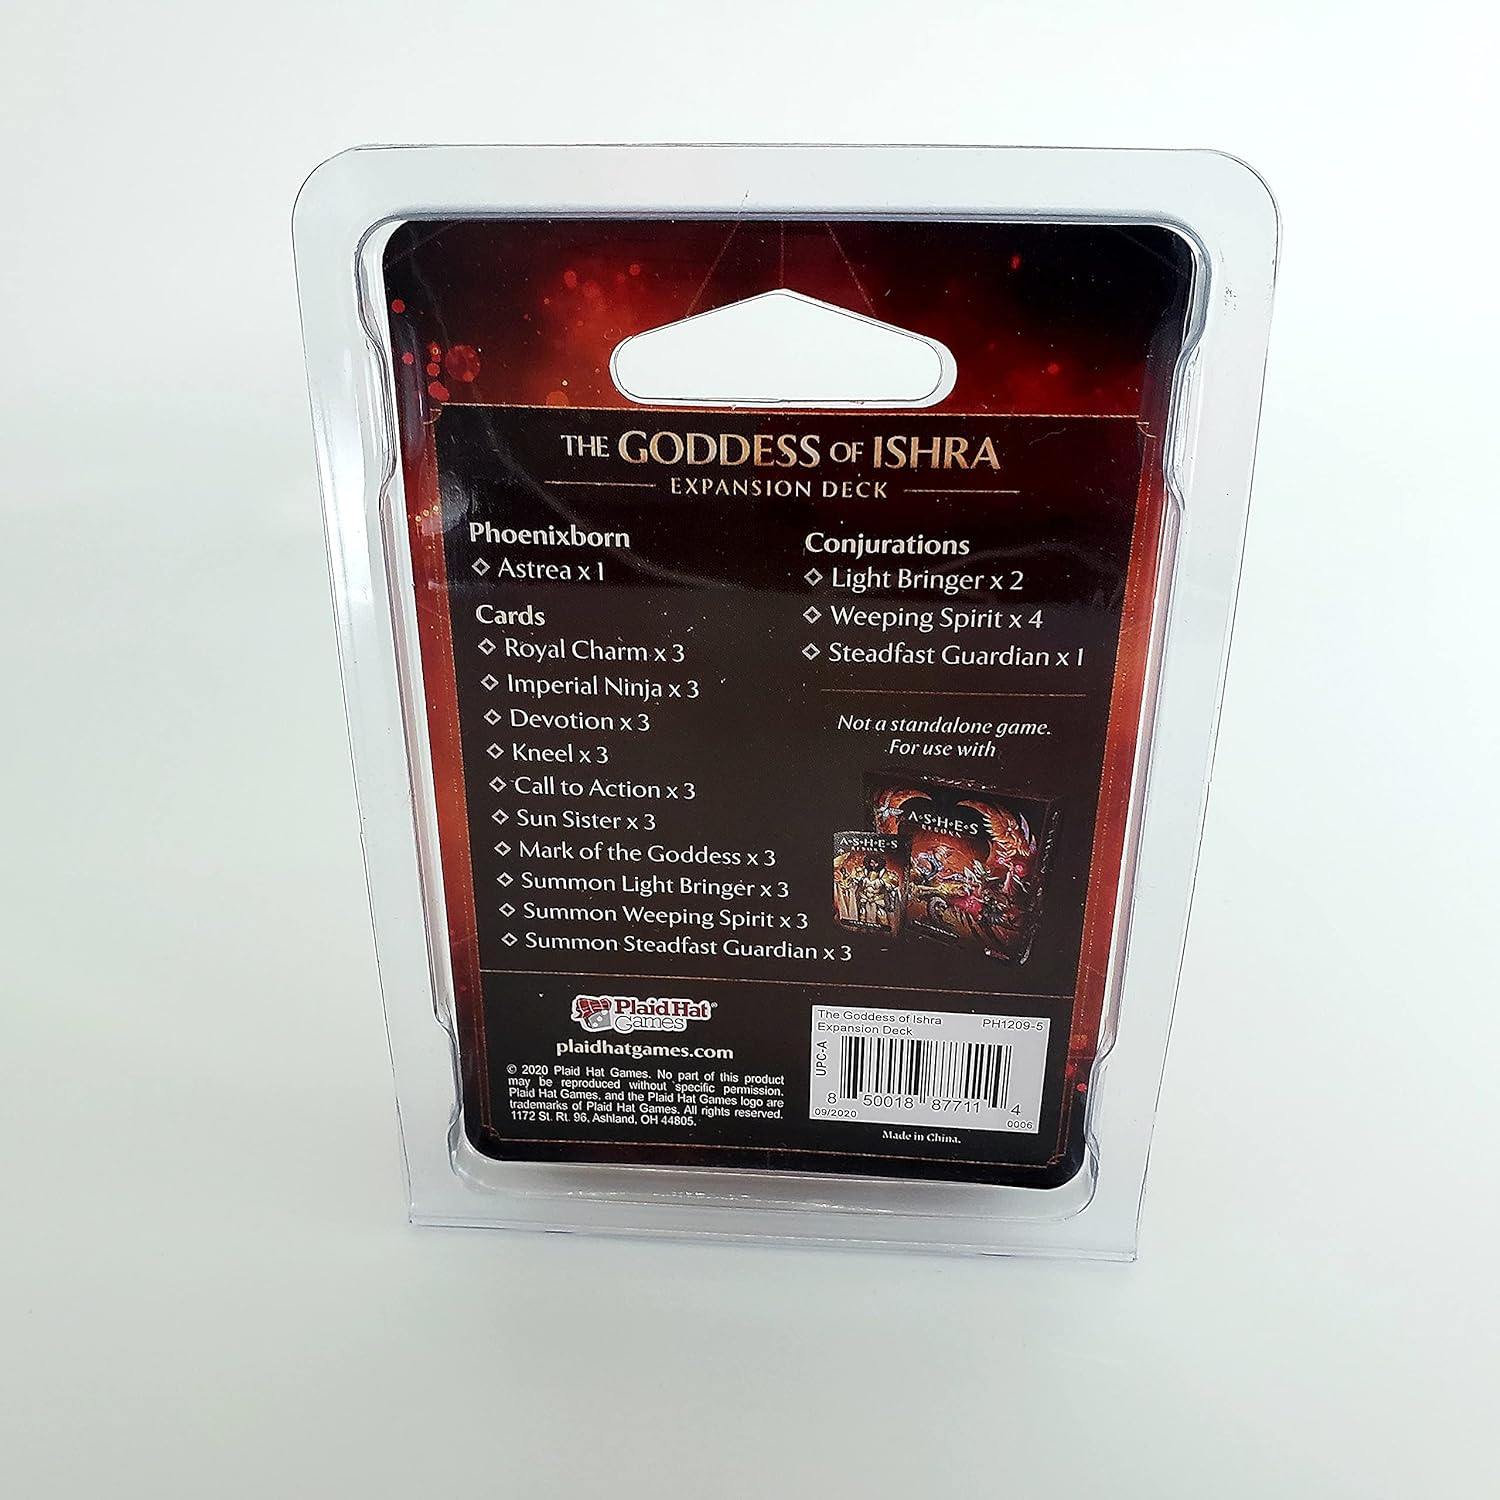 THE GODDESS OF ISHRA
EXPANSION DECK
Phoenixborn
Astrea x 1
Cards
Royal Charm x 3
Imperial Ninja x 3
Devotion x 3
Kneel x 3
Call to Action x 3
Sun Sister x 3
Mark of the Goddess x 3
Summon Light Bringer x 3
Summon Weeping Spirit x 3
Summon Steadfast Guardian x 3
Conjurations
Light Bringer x 2
Weeping Spirit x 4
Steadfast Guardian x 1
Not a standalone game.
For use with
A•S•H•E•S
REBORN
A•S•H•E•S
REBORN
Plaid Hat®
Games
plaidhatgames.com
© 2020 Plaid Hat Games. No part of this product
may be reproduced without specific permission.
Plaid Hat Games, and the Plaid Hat Games logo are
trademarks of Plaid Hat Games. All rights reserved.
1172 St. Rt. 96, Ashland, OH 44805.
The Goddess of Ishra PH1209-5
Expansion Deck
UPC-A
8 50018 87711 4
09/2020 0006
Made in China.